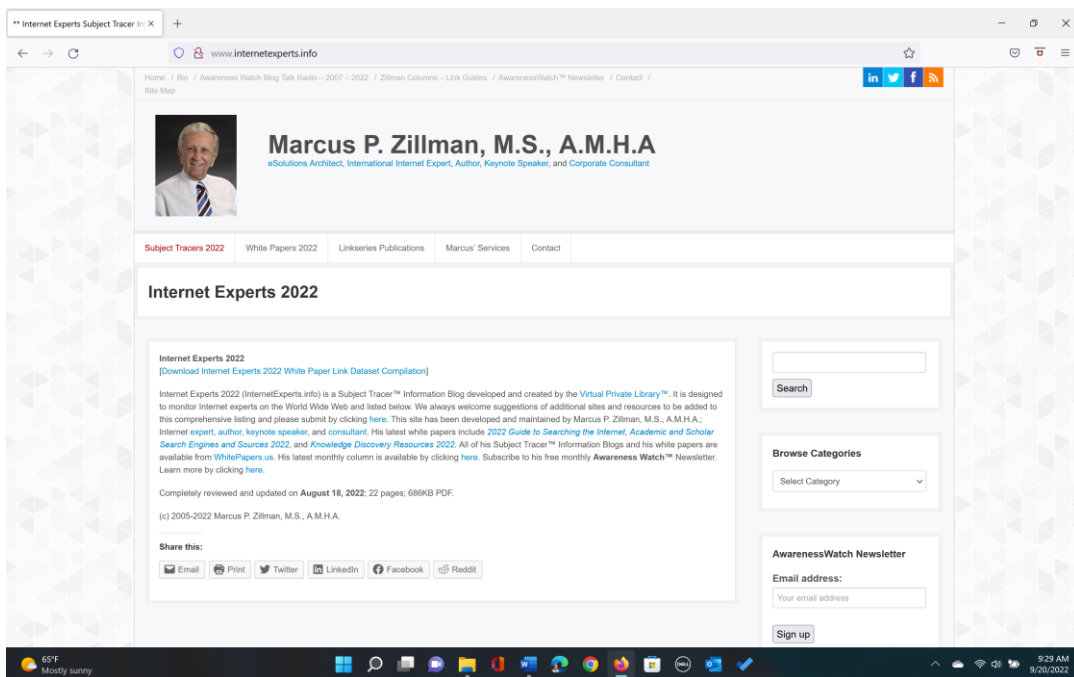 ** Internet Experts Subject Tracer Inf
www.internetexperts.info
Home / Bio / Awareness Watch Blog Talk Radio – 2007 – 2022 / Zillman Columns – Link Guides / AwarenessWatch™ Newsletter / Contact /
Site Map
Marcus P. Zillman, M.S., A.M.H.A
eSolutions Architect, International Internet Expert, Author, Keynote Speaker, and Corporate Consultant
Subject Tracers 2022 White Papers 2022 Linkseries Publications Marcus' Services Contact
Internet Experts 2022
Internet Experts 2022
[Download Internet Experts 2022 White Paper Link Dataset Compilation]
Internet Experts 2022 (InternetExperts.info) is a Subject Tracer™ Information Blog developed and created by the Virtual Private Library™. It is designed
to monitor Internet experts on the World Wide Web and listed below. We always welcome suggestions of additional sites and resources to be added to
this comprehensive listing and please submit by clicking here. This site has been developed and maintained by Marcus P. Zillman, M.S., A.M.H.A.;
Internet expert, author, keynote speaker, and consultant. His latest white papers include 2022 Guide to Searching the Internet, Academic and Scholar
Search Engines and Sources 2022, and Knowledge Discovery Resources 2022. All of his Subject Tracer™ Information Blogs and his white papers are
available from WhitePapers.us. His latest monthly column is available by clicking here. Subscribe to his free monthly Awareness Watch™ Newsletter.
Learn more by clicking here.
Completely reviewed and updated on August 18, 2022; 22 pages; 686KB PDF.
(c) 2005-2022 Marcus P. Zillman, M.S., A.M.H.A.
Share this:
Email Print Twitter LinkedIn Facebook Reddit
Search
Browse Categories
Select Category
AwarenessWatch Newsletter
Email address:
Your email address
Sign up
65°F
Mostly sunny
DELL
9:29 AM
9/20/2022